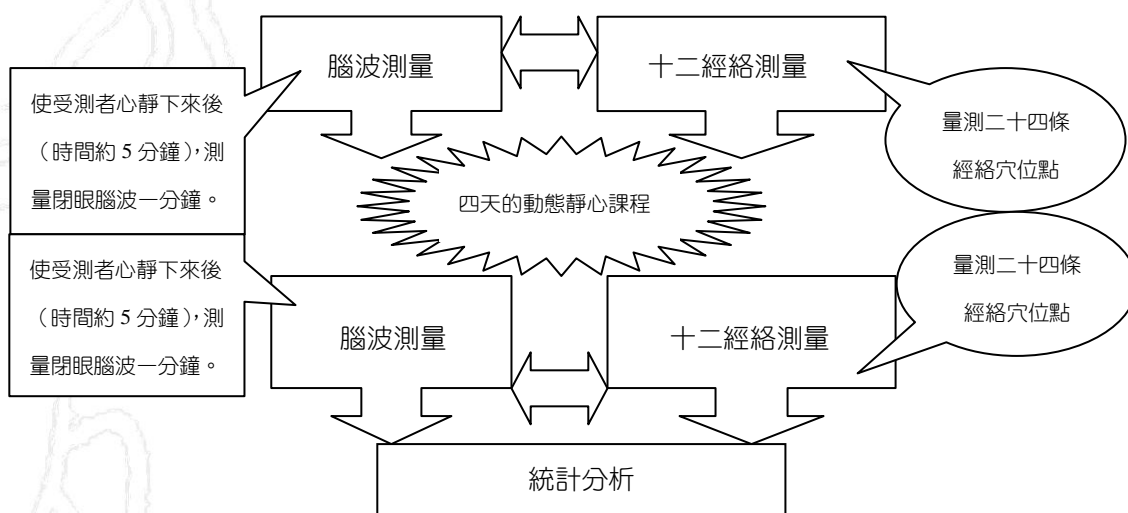 腦波測量
十二經絡測量
使受測者心靜下來後
（時間約 5 分鐘），測
量閉眼腦波一分鐘。
量測二十四條
經絡穴位點
四天的動態靜心課程
使受測者心靜下來後
（時間約 5 分鐘），測
量閉眼腦波一分鐘。
腦波測量
十二經絡測量
量測二十四條
經絡穴位點
統計分析